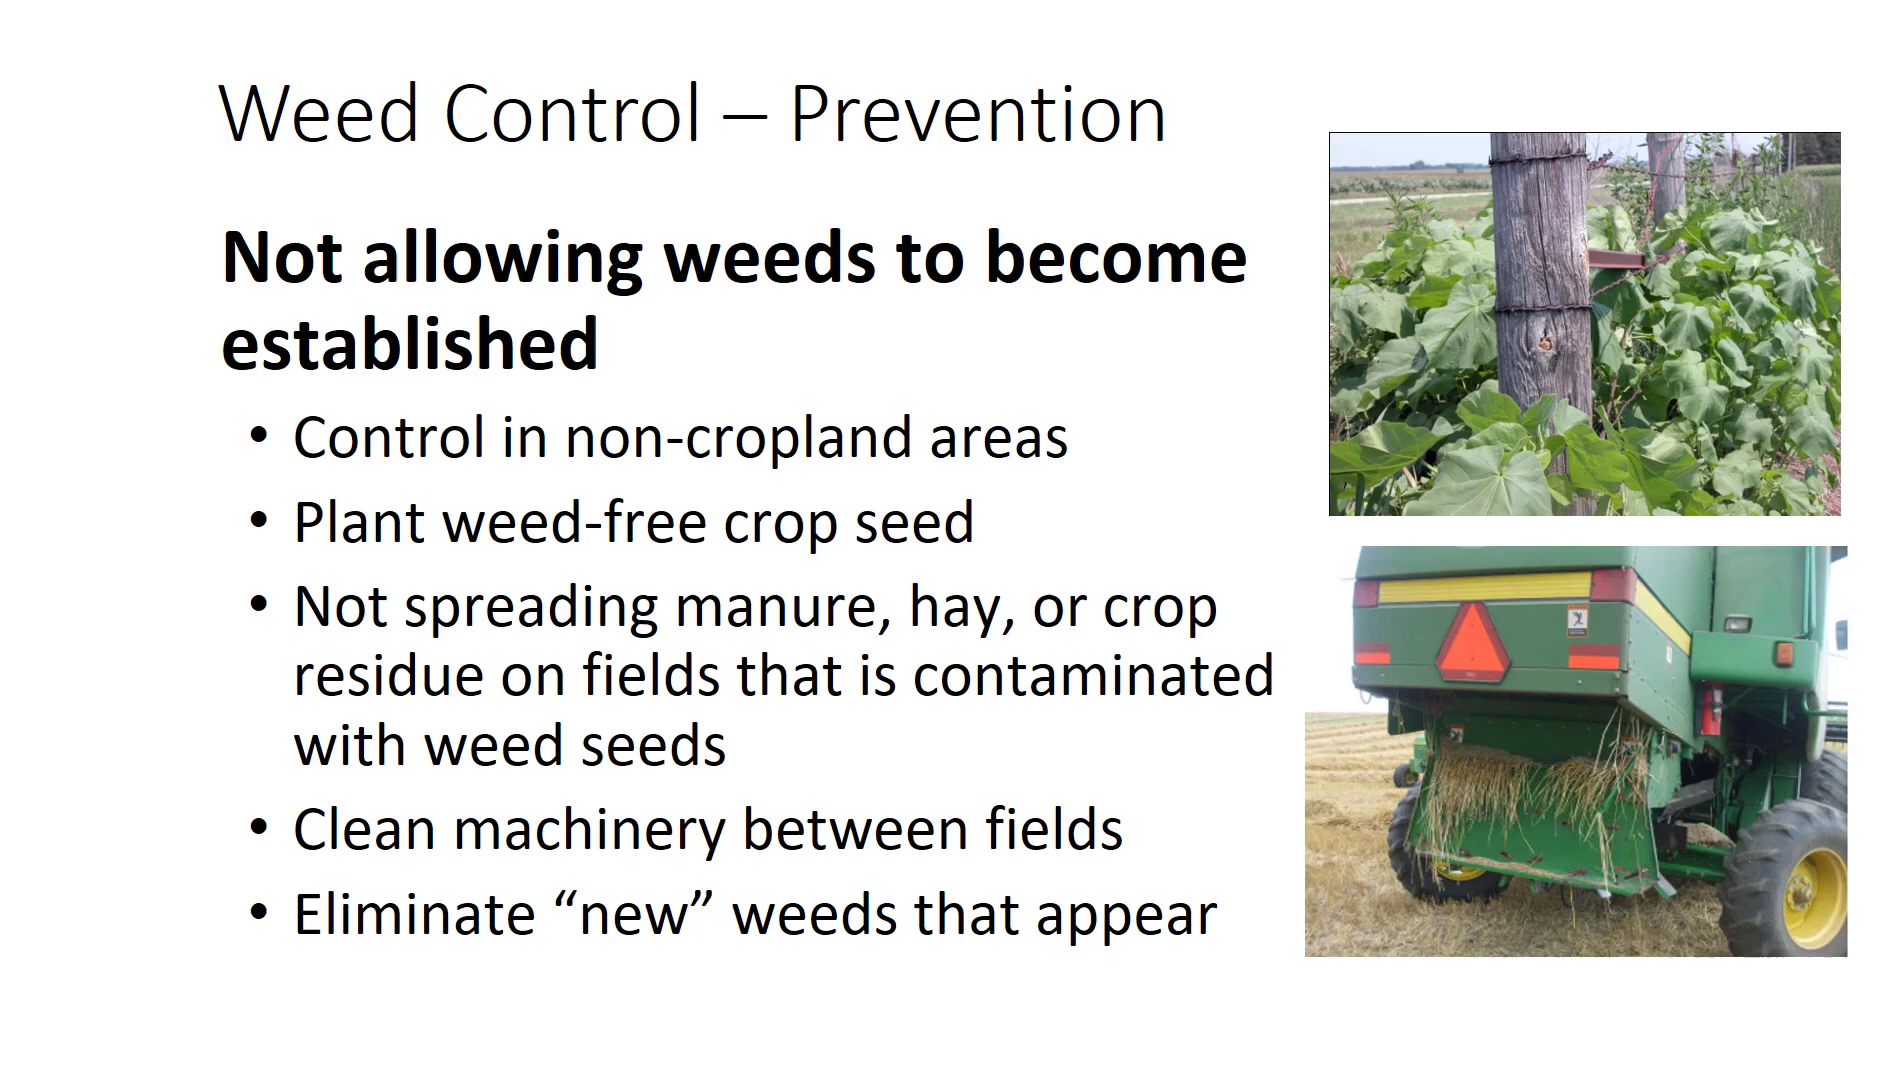 Weed Control – Prevention
Not allowing weeds to become
established
• Control in non-cropland areas
• Plant weed-free crop seed
• Not spreading manure, hay, or crop
residue on fields that is contaminated
with weed seeds
• Clean machinery between fields
• Eliminate “new” weeds that appear